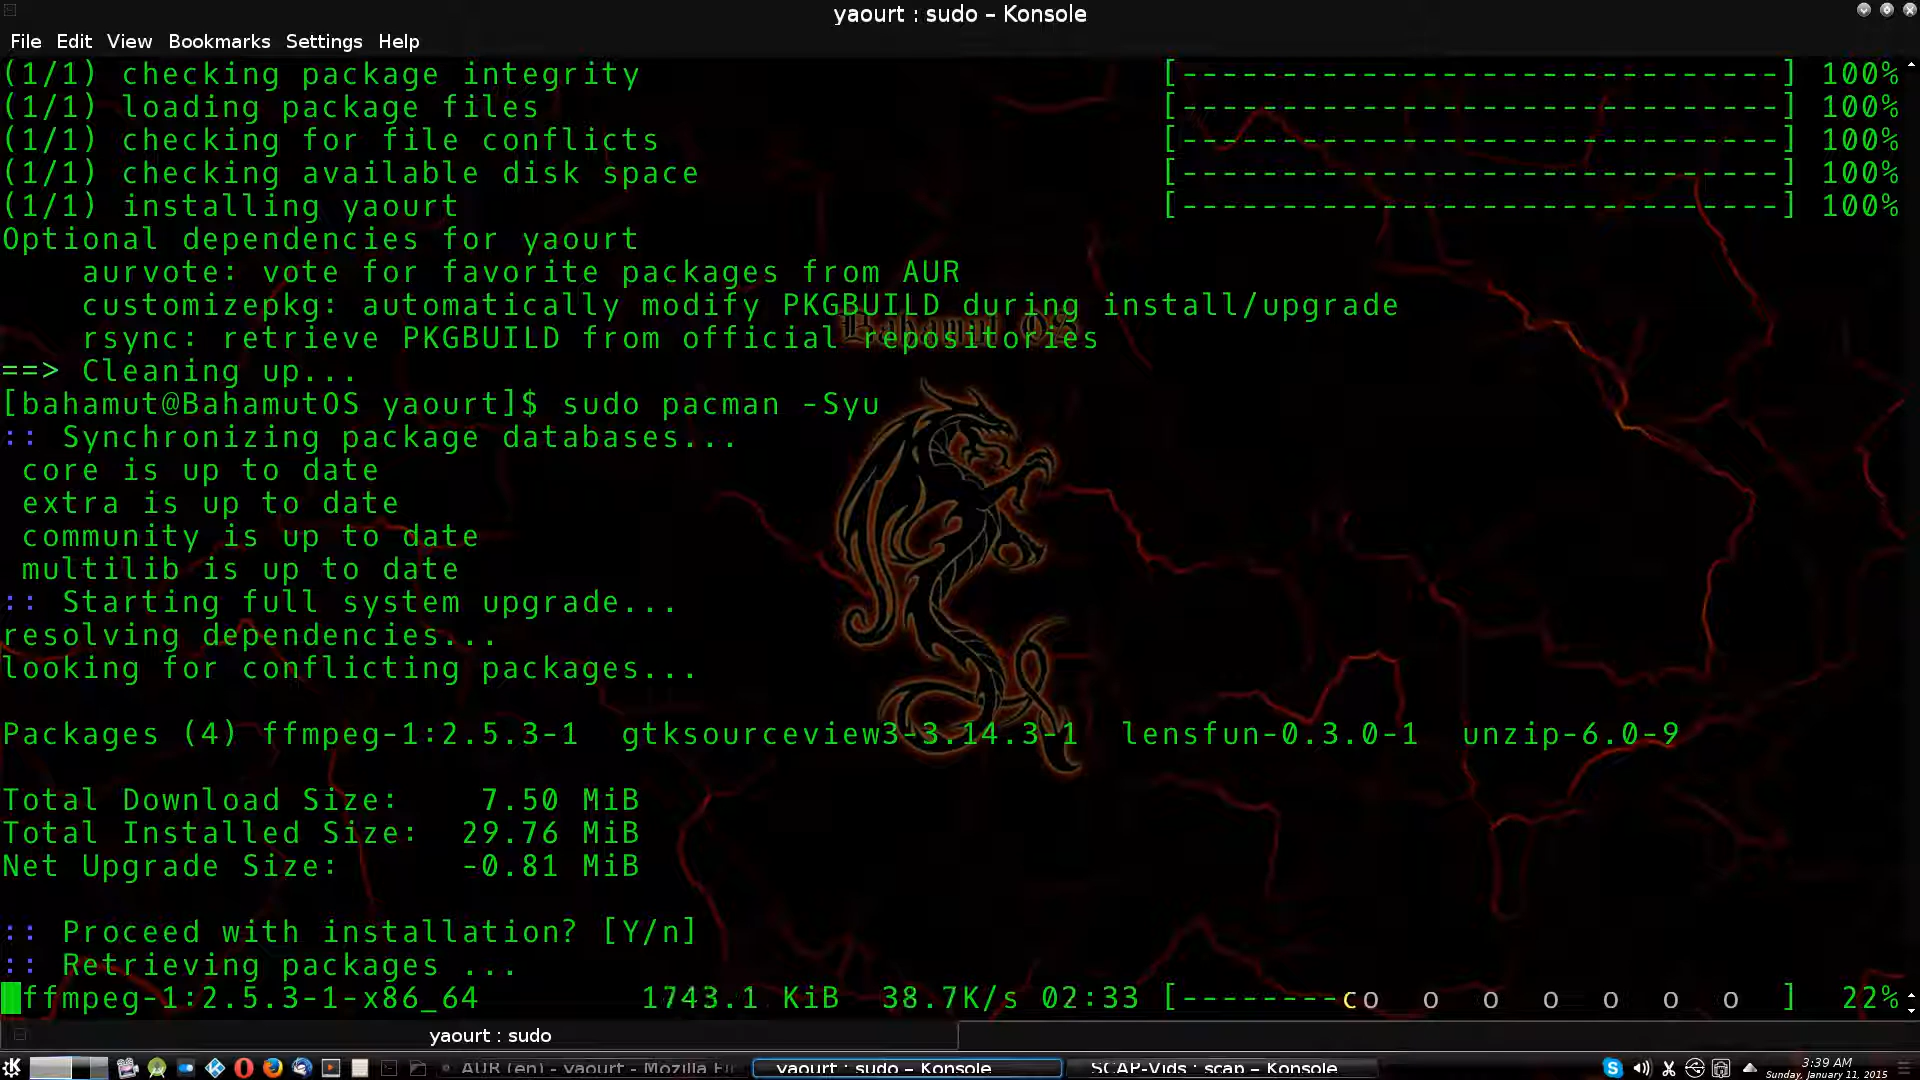 yaourt : sudo – Konsole
File Edit View Bookmarks Settings Help
(1/1) checking package integrity [------------------------------] 100%
(1/1) loading package files [------------------------------] 100%
(1/1) checking for file conflicts [------------------------------] 100%
(1/1) checking available disk space [------------------------------] 100%
(1/1) installing yaourt [------------------------------] 100%
Optional dependencies for yaourt
aurvote: vote for favorite packages from AUR
customizepkg: automatically modify PKGBUILD during install/upgrade
rsync: retrieve PKGBUILD from official repositories
Bahamut OS
==> Cleaning up...
[bahamut@BahamutOS yaourt]$ sudo pacman -Syu
:: Synchronizing package databases...
core is up to date
extra is up to date
community is up to date
multilib is up to date
:: Starting full system upgrade...
resolving dependencies...
looking for conflicting packages...
Packages (4) ffmpeg-1:2.5.3-1 gtksourceview3-3.14.3-1 lensfun-0.3.0-1 unzip-6.0-9
Total Download Size: 7.50 MiB
Total Installed Size: 29.76 MiB
Net Upgrade Size: -0.81 MiB
:: Proceed with installation? [Y/n]
:: Retrieving packages ...
ffmpeg-1:2.5.3-1-x86_64 1743.1 KiB 38.7K/s 02:33 [--------co o o o o o o ] 22%
yaourt : sudo
AUR (en) - yaourt - Mozilla Fir
yaourt : sudo – Konsole
SCAP-Vids : scap – Konsole
3:39 AM
Sunday, January 11, 2015